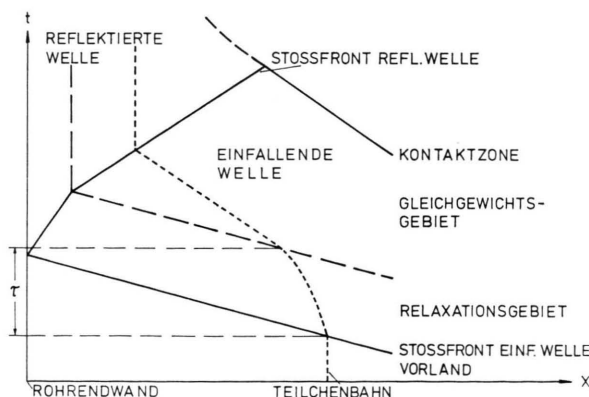 t
REFLEKTIERTE
WELLE
STOSSFRONT REFL. WELLE
EINFALLENDE
WELLE
KONTAKTZONE
GLEICHGEWICHTS-
GEBIET
τ
RELAXATIONSGEBIET
STOSSFRONT EINF. WELLE
VORLAND
X
ROHRENDWAND
TEILCHENBAHN